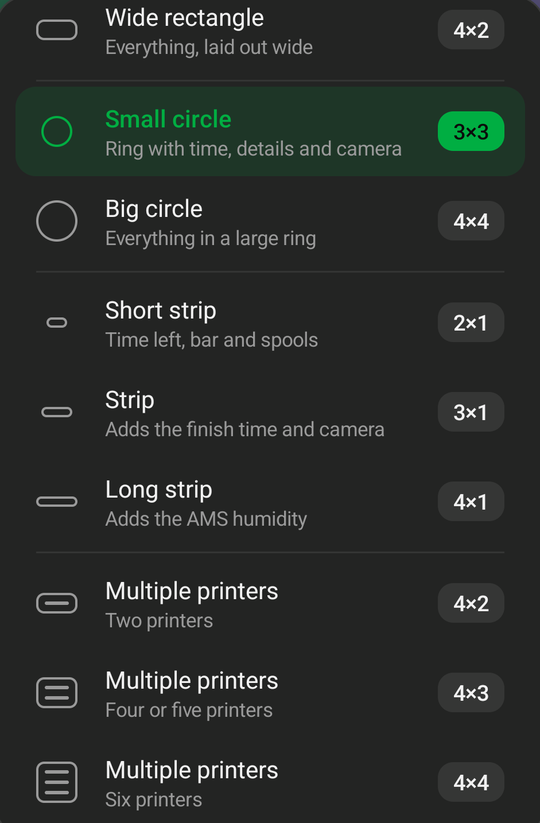 Wide rectangle
Everything, laid out wide
4×2
Small circle
Ring with time, details and camera
3×3
Big circle
Everything in a large ring
4×4
Short strip
Time left, bar and spools
2×1
Strip
Adds the finish time and camera
3×1
Long strip
Adds the AMS humidity
4×1
Multiple printers
Two printers
4×2
Multiple printers
Four or five printers
4×3
Multiple printers
Six printers
4×4